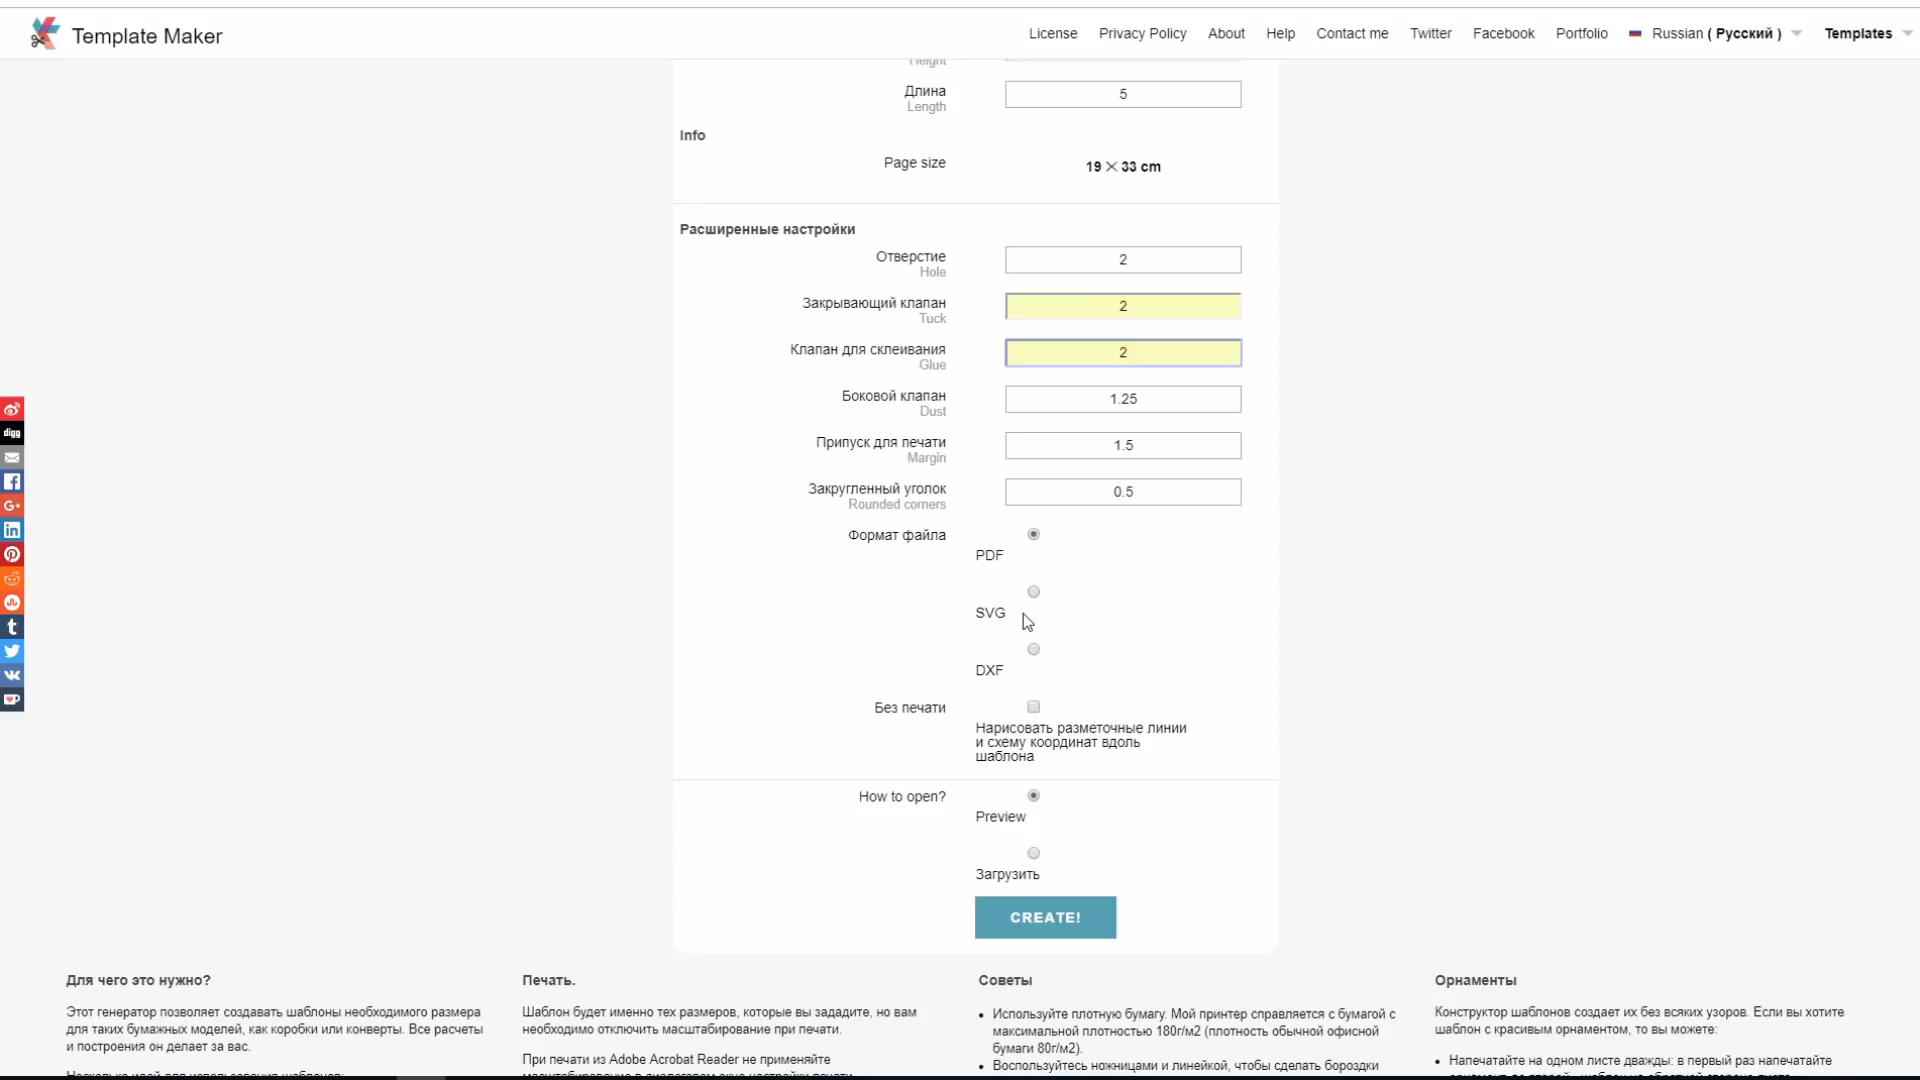 Template Maker
License Privacy Policy About Help Contact me Twitter Facebook Portfolio Russian ( Русский ) Templates
Height
Длина
Length
5
Info
Page size
19 × 33 cm
Расширенные настройки
Отверстие
Hole
2
Закрывающий клапан
Tuck
2
Клапан для склеивания
Glue
2
Боковой клапан
Dust
1.25
Припуск для печати
Margin
1.5
Закругленный уголок
Rounded corners
0.5
Формат файла
PDF
SVG
DXF
Без печати
Нарисовать разметочные линии
и схему координат вдоль
шаблона
How to open?
Preview
Загрузить
CREATE!
digg
Для чего это нужно?
Этот генератор позволяет создавать шаблоны необходимого размера
для таких бумажных моделей, как коробки или конверты. Все расчеты
и построения он делает за вас.
Печать.
Шаблон будет именно тех размеров, которые вы зададите, но вам
необходимо отключить масштабирование при печати.
При печати из Adobe Acrobat Reader не применяйте
Советы
Используйте плотную бумагу. Мой принтер справляется с бумагой с
максимальной плотностью 180г/м2 (плотность обычной офисной
бумаги 80г/м2).
Воспользуйтесь ножницами и линейкой, чтобы сделать бороздки
Орнаменты
Конструктор шаблонов создает их без всяких узоров. Если вы хотите
шаблон с красивым орнаментом, то вы можете:
Напечатайте на одном листе дважды: в первый раз напечатайте